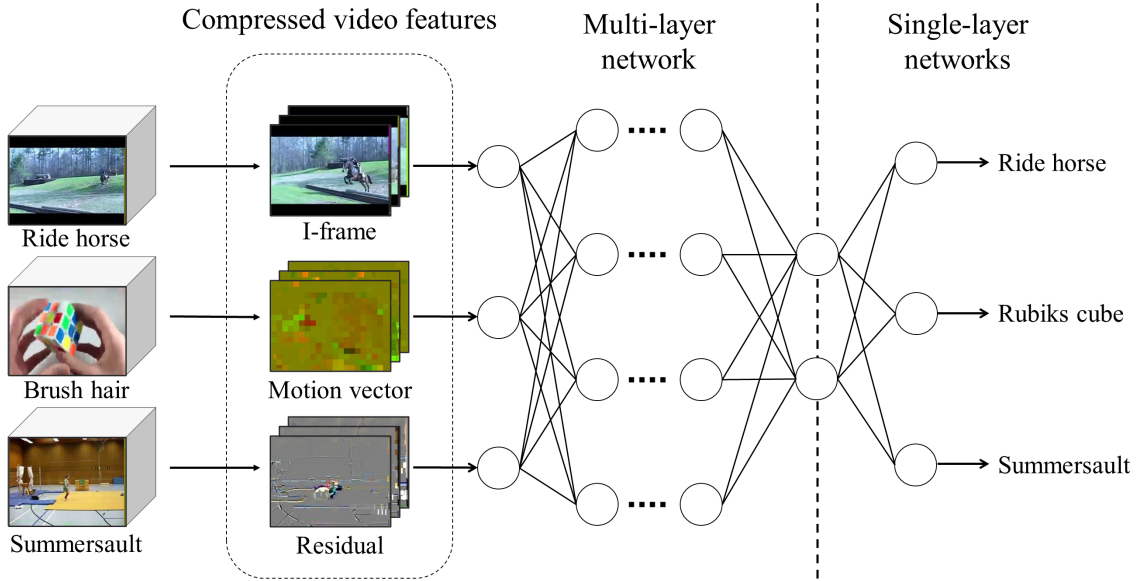 Compressed video features
Multi-layer
network
Single-layer
networks
Ride horse
I-frame
Ride horse
Brush hair
Motion vector
Rubiks cube
Summersault
Residual
Summersault